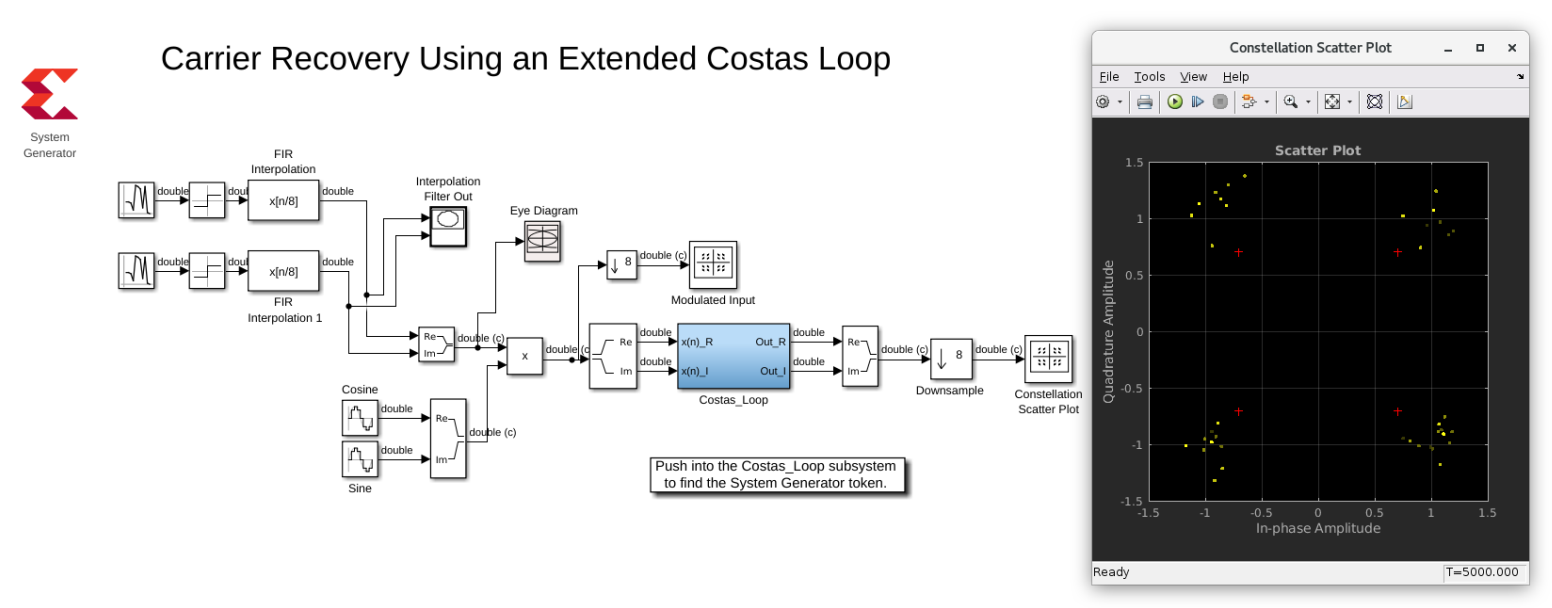 Carrier Recovery Using an Extended Costas Loop
System
Generator
FIR
Interpolation
double
doul
x[n/8]
double
Interpolation
Filter Out
Eye Diagram
double
doul
x[n/8]
double
FIR
Interpolation 1
Re
Im
double (c)
x
double (c
8
double (c)
Modulated Input
Re
Im
double
double
x(n)_R
x(n)_I
Out_R
Out_I
Costas_Loop
double
double
Re
Im
double (c)
8
Downsample
double (c)
Constellation
Scatter Plot
Cosine
double
double
Sine
Re
Im
double (c)
Push into the Costas_Loop subsystem
to find the System Generator token.
Constellation Scatter Plot
File Tools View Help
Scatter Plot
Quadrature Amplitude
1.5
1
0.5
0
-0.5
-1
-1.5
-1.5 -1 -0.5 0 0.5 1 1.5
In-phase Amplitude
Ready
T=5000.000